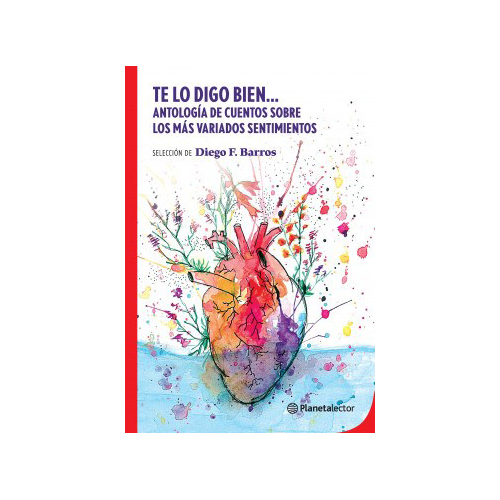 TE LO DIGO BIEN...
ANTOLOGÍA DE CUENTOS SOBRE
LOS MÁS VARIADOS SENTIMIENTOS
SELECCIÓN DE Diego F. Barros
Planetalector